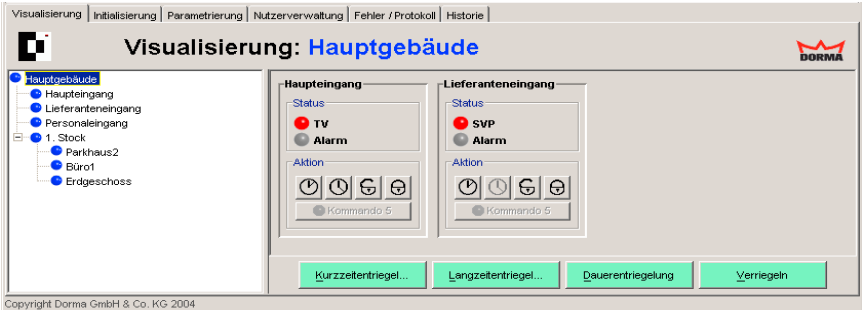 Visualisierung Initialisierung Parametrierung Nutzerverwaltung Fehler / Protokoll Historie
Visualisierung: Hauptgebäude
DORMA
Hauptgebäude
Haupteingang
Lieferanteneingang
Personaleingang
1. Stock
Parkhaus2
Büro1
Erdgeschoss
Haupteingang
Status
TV
Alarm
Aktion
Kommando 5
Lieferanteneingang
Status
SVP
Alarm
Aktion
Kommando 5
Kurzzeitentriegel... Langzeitentriegel... Dauerentriegelung Verriegeln
Copyright Dorma GmbH & Co. KG 2004